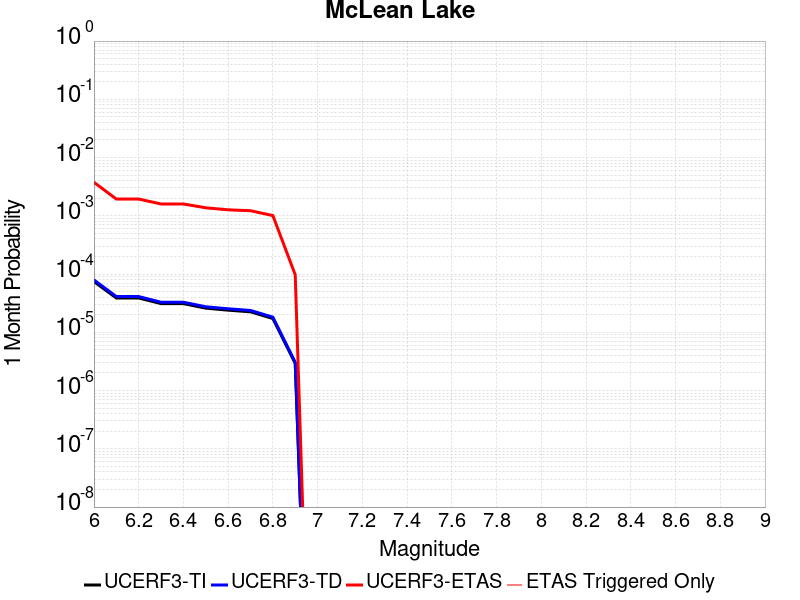 McLean Lake
10^0
10^-1
10^-2
10^-3
10^-4
10^-5
10^-6
10^-7
10^-8
1 Month Probability
6 6.2 6.4 6.6 6.8 7 7.2 7.4 7.6 7.8 8 8.2 8.4 8.6 8.8 9
Magnitude
UCERF3-TI UCERF3-TD UCERF3-ETAS ETAS Triggered Only